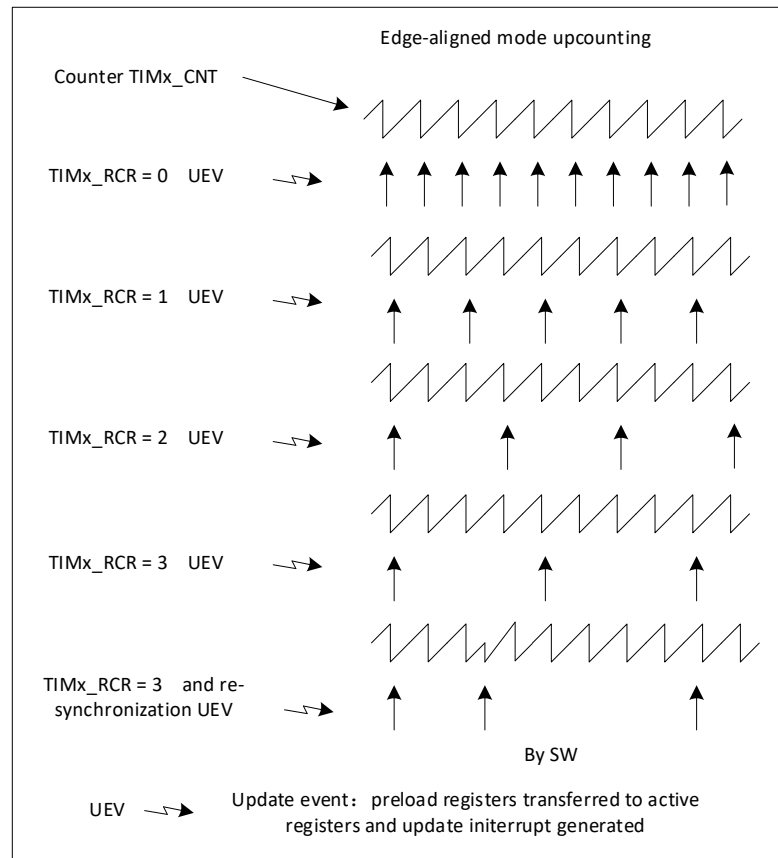 Edge-aligned mode upcounting
Counter TIMx_CNT
TIMx_RCR = 0 UEV
TIMx_RCR = 1 UEV
TIMx_RCR = 2 UEV
TIMx_RCR = 3 UEV
TIMx_RCR = 3 and re-
synchronization UEV
By SW
UEV
Update event：preload registers transferred to active
registers and update initerrupt generated